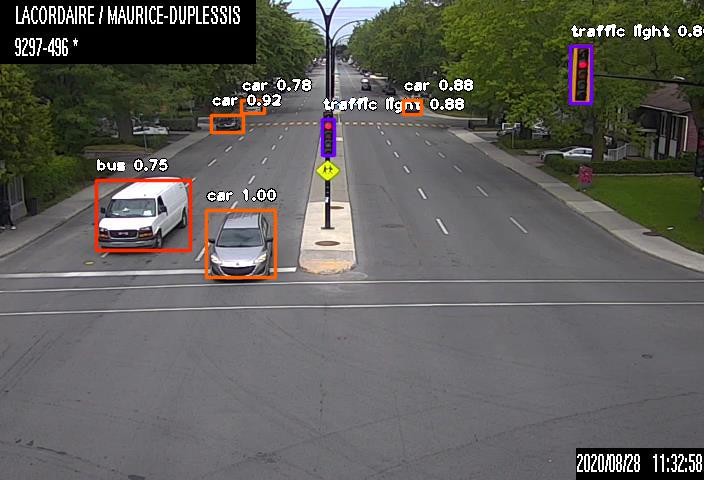 LACORDAIRE / MAURICE-DUPLESSIS
9297-496 *
traffic light 0.8
car 0.78
car 0.88
car 0.92
traffic light 0.88
bus 0.75
car 1.00
2020/08/28 11:32:58